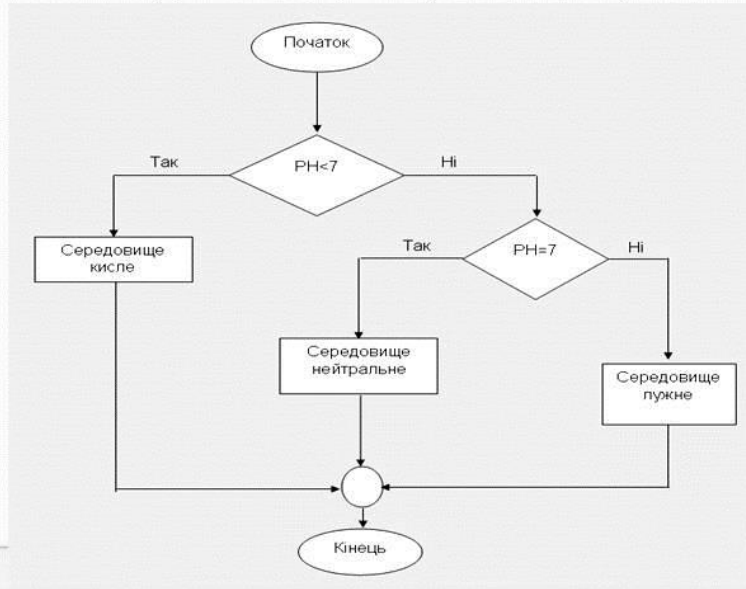 Початок
PH<7
Так
Ні
Середовище
кисле
PH=7
Так
Ні
Середовище
нейтральне
Середовище
лужне
Кінець